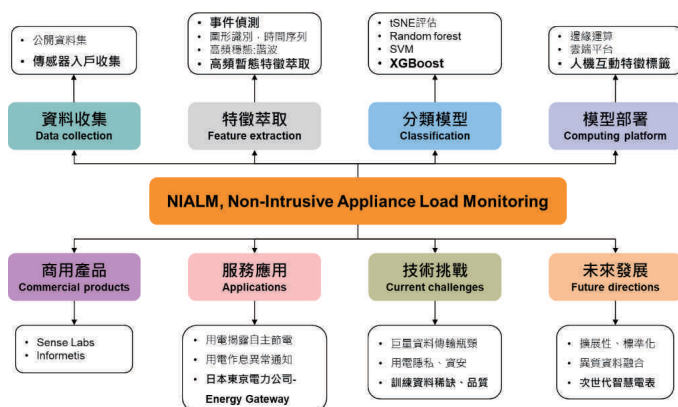 公開資料集
傳感器入戶收集
事件偵測
圖形識別，時間序列
高頻穩態:諧波
高頻暫態特徵萃取
tSNE評估
Random forest
SVM
XGBoost
邊緣運算
雲端平台
人機互動特徵標籤
資料收集
Data collection
特徵萃取
Feature extraction
分類模型
Classification
模型部署
Computing platform
NIALM, Non-Intrusive Appliance Load Monitoring
商用產品
Commercial products
服務應用
Applications
技術挑戰
Current challenges
未來發展
Future directions
Sense Labs
Informetis
用電揭露自主節電
用電作息異常通知
日本東京電力公司-
Energy Gateway
巨量資料傳輸瓶頸
用電隱私、資安
訓練資料稀缺、品質
擴展性、標準化
異質資料融合
次世代智慧電表